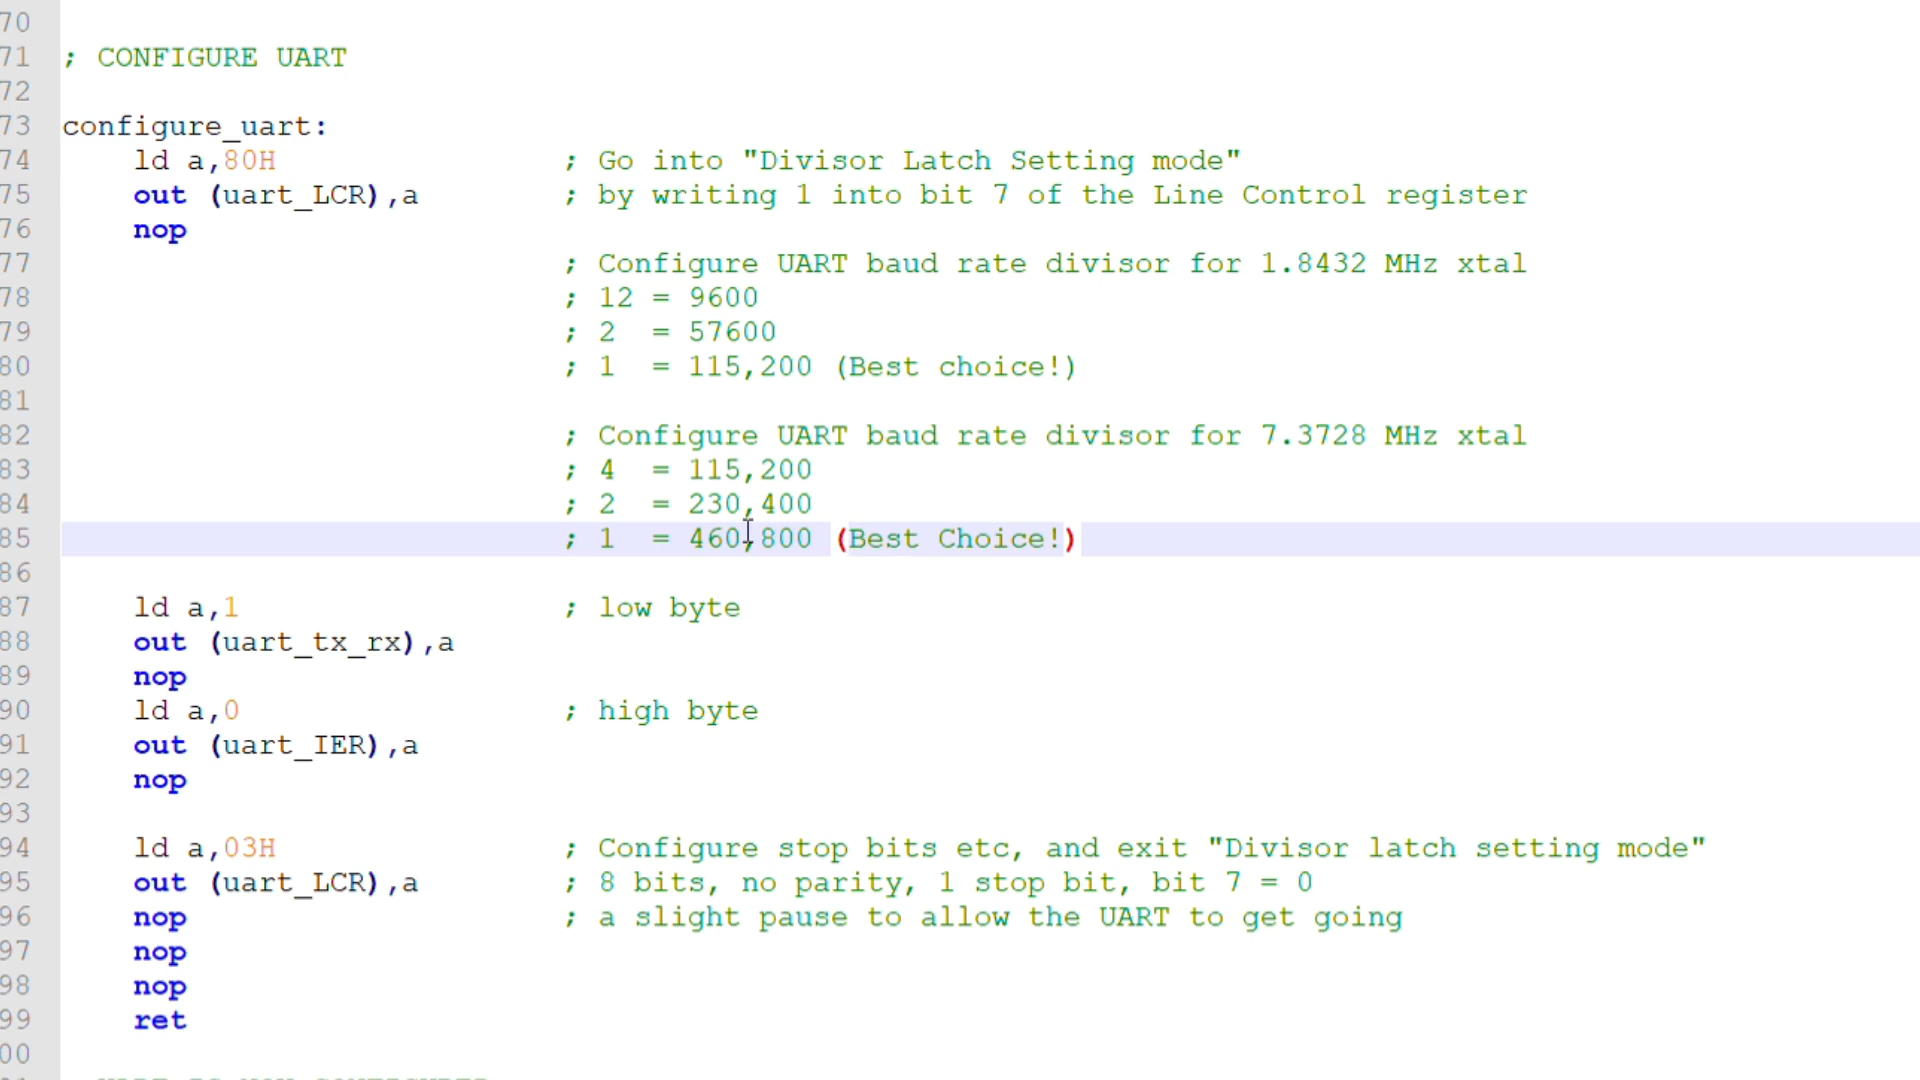 70
71 ; CONFIGURE UART
72
73 configure_uart:
74 ld a,80H ; Go into "Divisor Latch Setting mode"
75 out (uart_LCR),a ; by writing 1 into bit 7 of the Line Control register
76 nop
77 ; Configure UART baud rate divisor for 1.8432 MHz xtal
78 ; 12 = 9600
79 ; 2 = 57600
80 ; 1 = 115,200 (Best choice!)
81
82 ; Configure UART baud rate divisor for 7.3728 MHz xtal
83 ; 4 = 115,200
84 ; 2 = 230,400
85 ; 1 = 460,800 (Best Choice!)
86
87 ld a,1 ; low byte
88 out (uart_tx_rx),a
89 nop
90 ld a,0 ; high byte
91 out (uart_IER),a
92 nop
93
94 ld a,03H ; Configure stop bits etc, and exit "Divisor latch setting mode"
95 out (uart_LCR),a ; 8 bits, no parity, 1 stop bit, bit 7 = 0
96 nop ; a slight pause to allow the UART to get going
97 nop
98 nop
99 ret
00